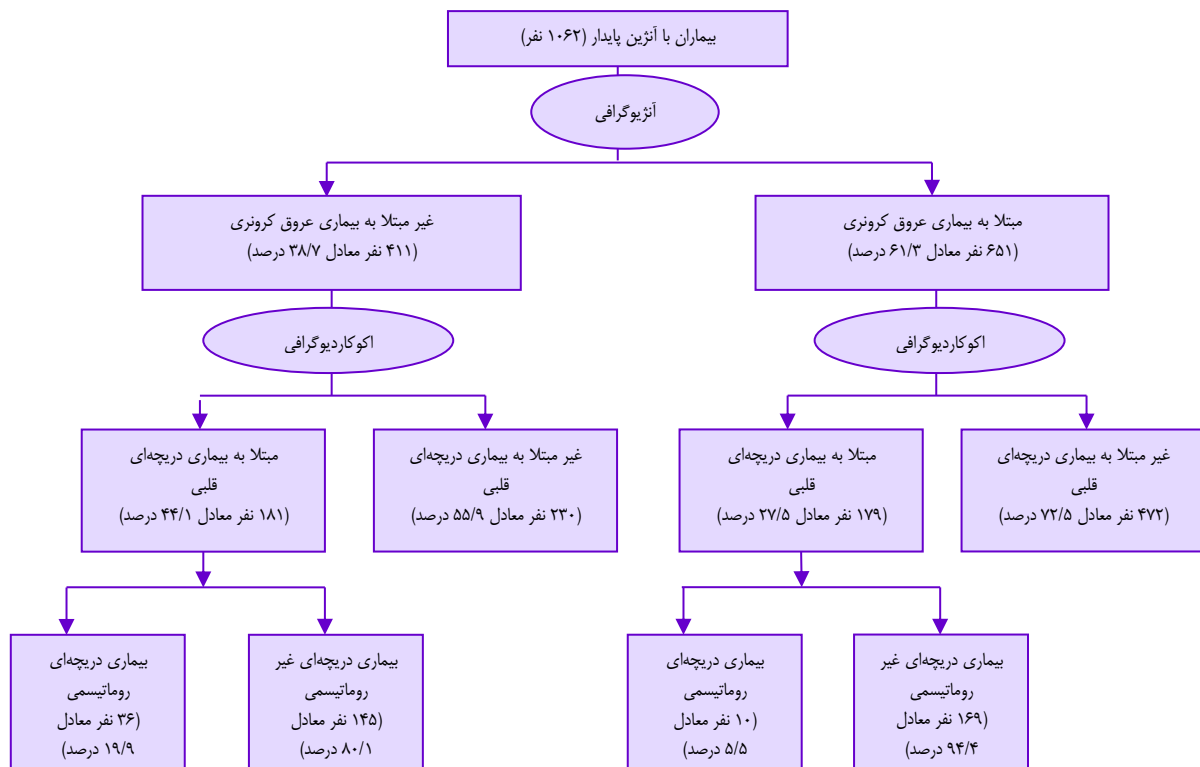 بیماران با آنژین پایدار (۱۰۶۲ نفر)
آنژیوگرافی
مبتلا به بیماری عروق کرونری
(۶۵۱ نفر معادل ۶۱/۳ درصد)
غیر مبتلا به بیماری عروق کرونری
(۴۱۱ نفر معادل ۳۸/۷ درصد)
اکوکاردیوگرافی
اکوکاردیوگرافی
غیر مبتلا به بیماری دریچه‌ای
قلبی
(۴۷۲ نفر معادل ۷۲/۵ درصد)
مبتلا به بیماری دریچه‌ای
قلبی
(۱۷۹ نفر معادل ۲۷/۵ درصد)
غیر مبتلا به بیماری دریچه‌ای
قلبی
(۲۳۰ نفر معادل ۵۵/۹ درصد)
مبتلا به بیماری دریچه‌ای
قلبی
(۱۸۱ نفر معادل ۴۴/۱ درصد)
بیماری دریچه‌ای غیر
روماتیسمی
(۱۶۹ نفر معادل
۹۴/۴ درصد)
بیماری دریچه‌ای
روماتیسمی
(۱۰ نفر معادل
۵/۵ درصد)
بیماری دریچه‌ای غیر
روماتیسمی
(۱۴۵ نفر معادل
۸۰/۱ درصد)
بیماری دریچه‌ای
روماتیسمی
(۳۶ نفر معادل
۱۹/۹ درصد)